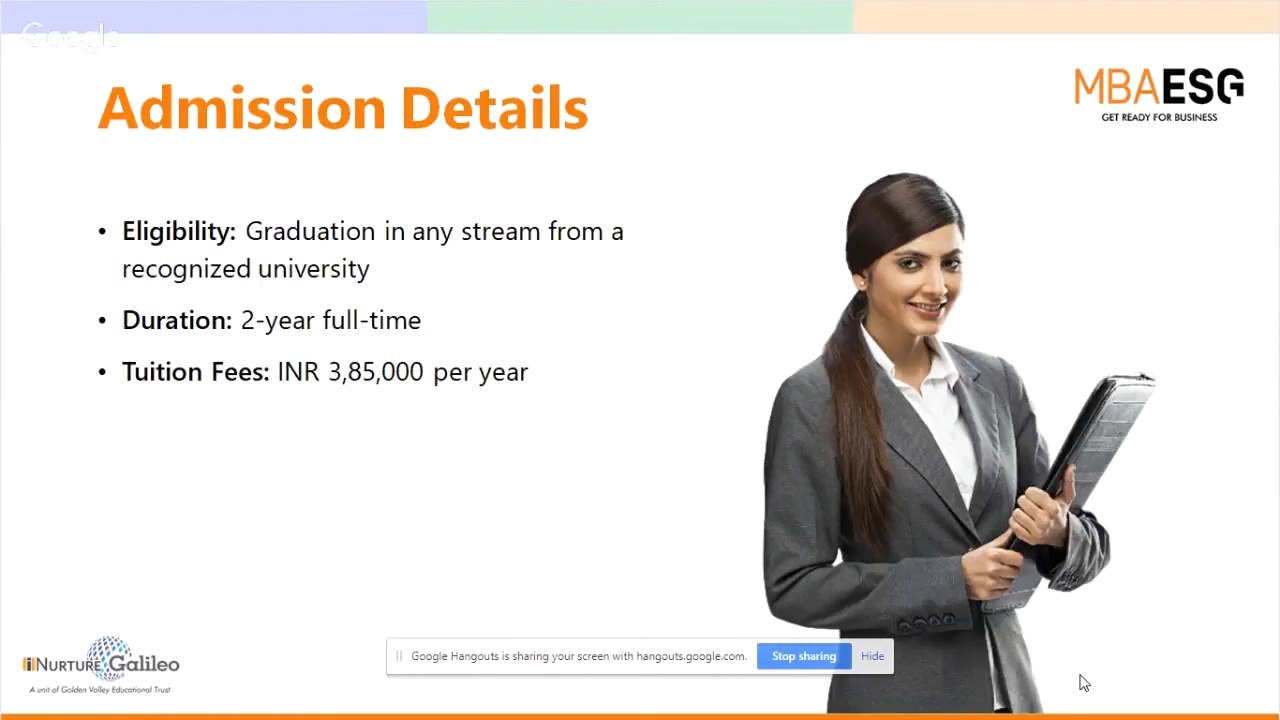 Google
Admission Details
MBAESG
GET READY FOR BUSINESS
• Eligibility: Graduation in any stream from a
recognized university
• Duration: 2-year full-time
• Tuition Fees: INR 3,85,000 per year
iNURTURE Galileo
A unit of Golden Valley Educational Trust
Google Hangouts is sharing your screen with hangouts.google.com. Stop sharing Hide